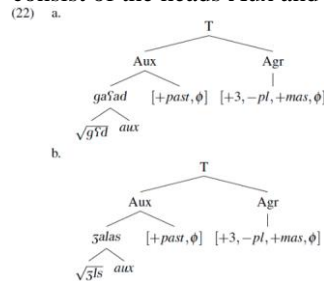 consist of the heads Aux and
(22) a.
T
Aux Agr
gaʕad [+past,ϕ] [+3, −pl, +mas, ϕ]
√gʕd aux
b.
T
Aux Agr
ʒalas [+past,ϕ] [+3, −pl, +mas, ϕ]
√ʒls aux